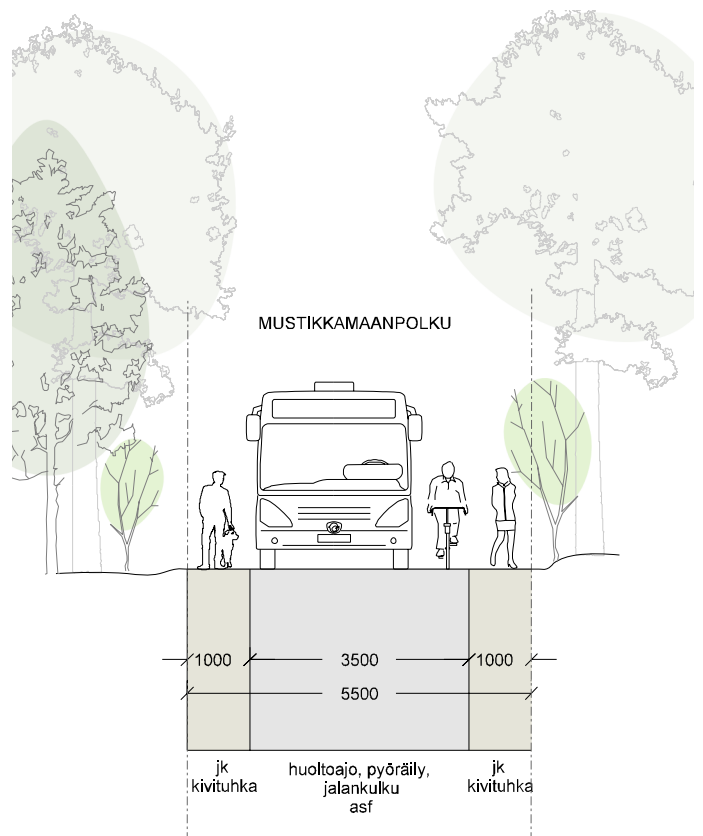 MUSTIKKAMAANPOLKU
1000 3500 1000
5500
jk
kivituhka
huoltoajo, pyöräily,
jalankulku
asf
jk
kivituhka